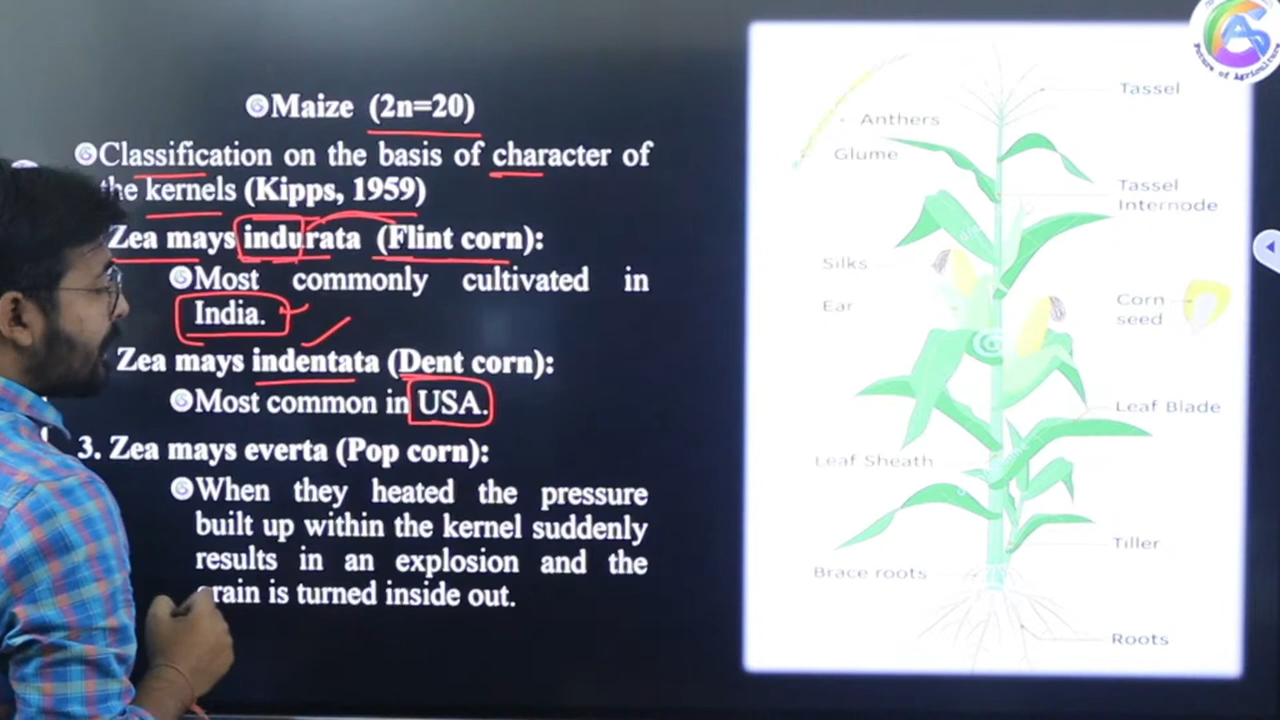 Maize (2n=20)
Classification on the basis of character of
the kernels (Kipps, 1959)
Zea mays indurata (Flint corn):
Most commonly cultivated in
India.
Zea mays indentata (Dent corn):
Most common in USA.
3. Zea mays everta (Pop corn):
When they heated the pressure
built up within the kernel suddenly
results in an explosion and the
grain is turned inside out.
Tassel
Anthers
Glume
Tassel
Internode
Silks
Ear
Corn
seed
Leaf Blade
Leaf Sheath
Tiller
Brace roots
Roots
Future of Agriculture